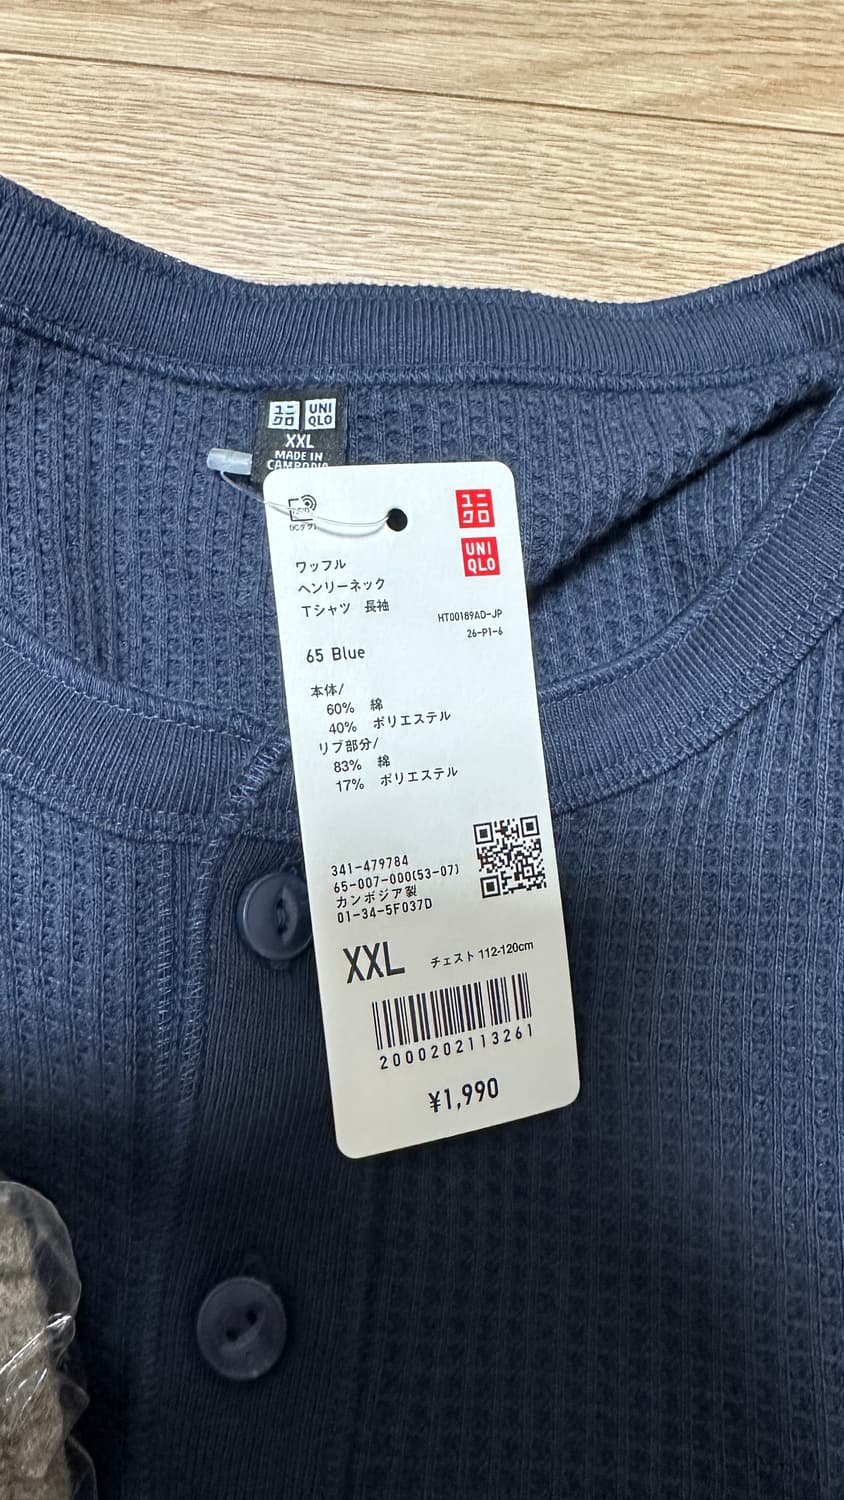 ユニ UNI
クロ QLO
XXL
MADE IN
CAMBODIA
ユニ
クロ
UNI
QLO
(ICタグ)
ワッフル
ヘンリーネック
Tシャツ 長袖
HT00189AD-JP
26-P1-6
65 Blue
本体/
60% 綿
40% ポリエステル
リブ部分/
83% 綿
17% ポリエステル
341-479784
65-007-000(53-07)
カンボジア製
01-34-5F037D
XXL チェスト 112-120cm
2000202113261
¥1,990